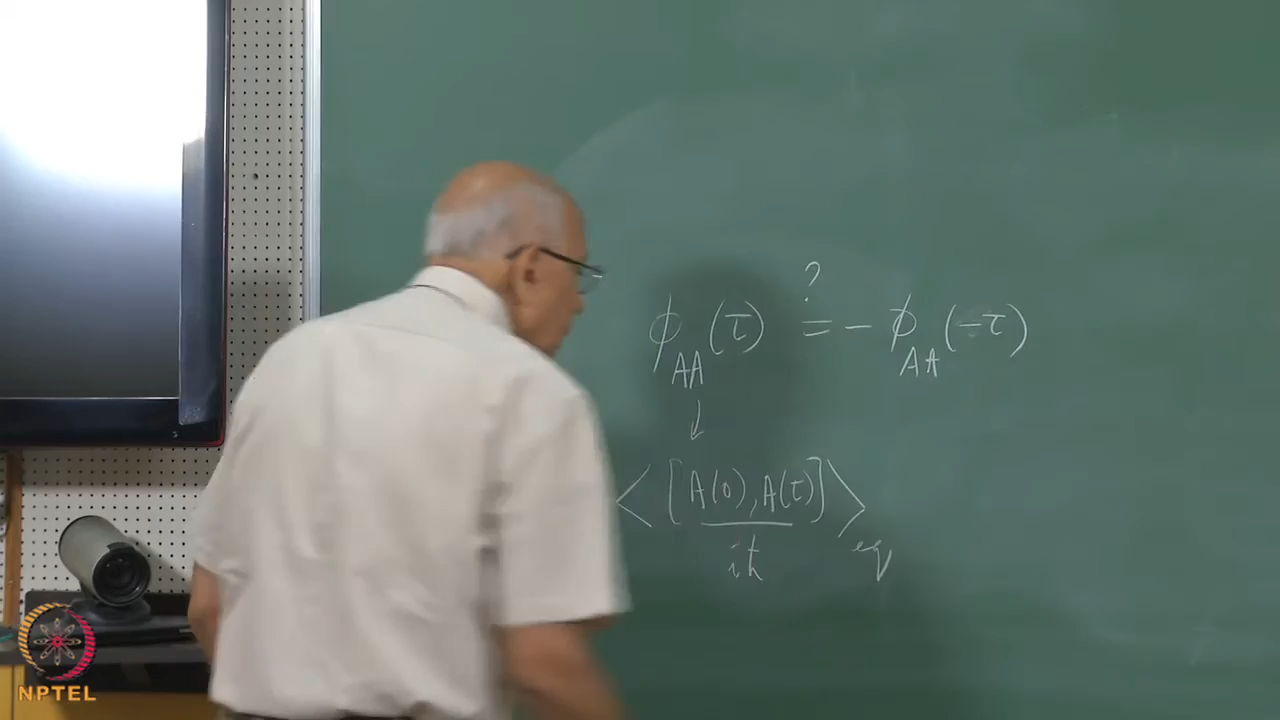 ?
ϕ_AA(τ) = − ϕ_AA(−τ)
↓
⟨[A(0), A(τ)]⟩_eq
iħ
NPTEL